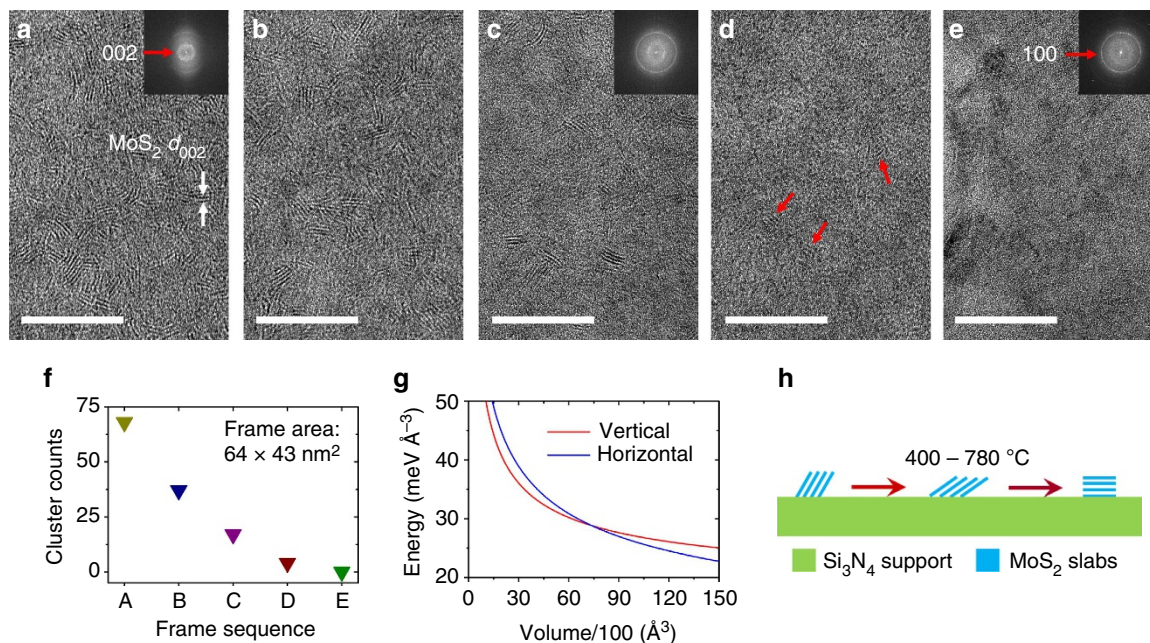 a
002
MoS₂ d₀₀₂
b
c
d
e
100
f
Cluster counts
75
50
25
0
Frame area:
64 × 43 nm²
A B C D E
Frame sequence
g
Energy (meV Å⁻³)
50
40
30
20
Vertical
Horizontal
0 30 60 90 120 150
Volume/100 (Å³)
h
400 – 780 °C
Si₃N₄ support
MoS₂ slabs